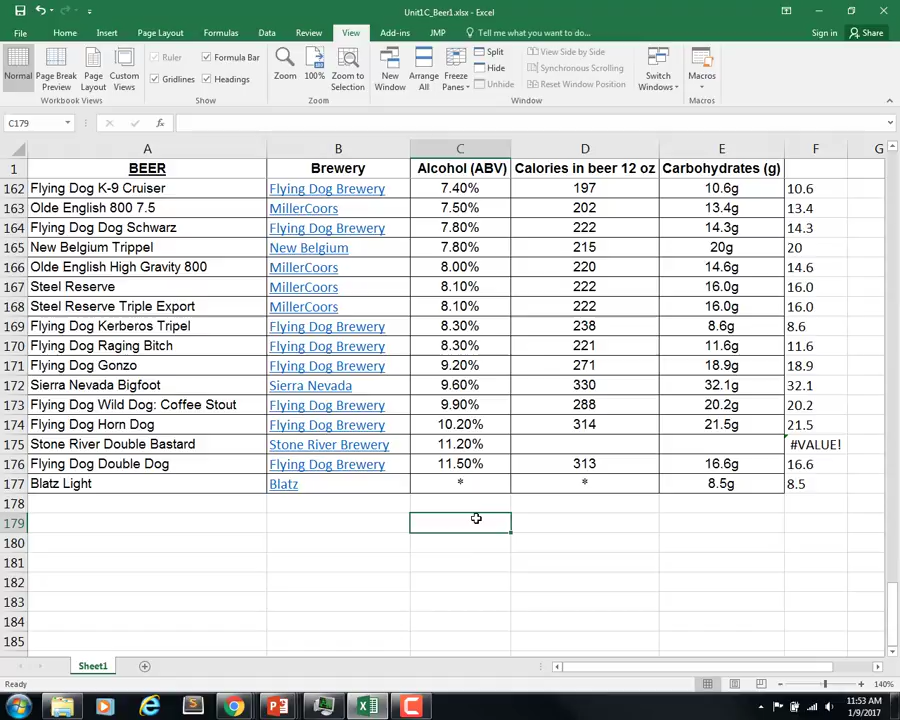 Unit1C_Beer1.xlsx - Excel
File Home Insert Page Layout Formulas Data Review View Add-ins JMP Tell me what you want to do... Sign in Share
Normal Page Break Preview Page Layout Custom Views
Workbook Views
Ruler Formula Bar
Gridlines Headings
Show
Zoom 100% Zoom to Selection
Zoom
New Window Arrange All Freeze Panes
Split
Hide
Unhide
View Side by Side
Synchronous Scrolling
Reset Window Position
Switch Windows
Window
Macros
Macros
C179 fx
A B C D E F G
1 BEER Brewery Alcohol (ABV) Calories in beer 12 oz Carbohydrates (g)
162 Flying Dog K-9 Cruiser Flying Dog Brewery 7.40% 197 10.6g 10.6
163 Olde English 800 7.5 MillerCoors 7.50% 202 13.4g 13.4
164 Flying Dog Dog Schwarz Flying Dog Brewery 7.80% 222 14.3g 14.3
165 New Belgium Trippel New Belgium 7.80% 215 20g 20
166 Olde English High Gravity 800 MillerCoors 8.00% 220 14.6g 14.6
167 Steel Reserve MillerCoors 8.10% 222 16.0g 16.0
168 Steel Reserve Triple Export MillerCoors 8.10% 222 16.0g 16.0
169 Flying Dog Kerberos Tripel Flying Dog Brewery 8.30% 238 8.6g 8.6
170 Flying Dog Raging Bitch Flying Dog Brewery 8.30% 221 11.6g 11.6
171 Flying Dog Gonzo Flying Dog Brewery 9.20% 271 18.9g 18.9
172 Sierra Nevada Bigfoot Sierra Nevada 9.60% 330 32.1g 32.1
173 Flying Dog Wild Dog: Coffee Stout Flying Dog Brewery 9.90% 288 20.2g 20.2
174 Flying Dog Horn Dog Flying Dog Brewery 10.20% 314 21.5g 21.5
175 Stone River Double Bastard Stone River Brewery 11.20% #VALUE!
176 Flying Dog Double Dog Flying Dog Brewery 11.50% 313 16.6g 16.6
177 Blatz Light Blatz * * 8.5g 8.5
178
179
180
181
182
183
184
185
Sheet1
Ready 140%
11:53 AM
1/9/2017